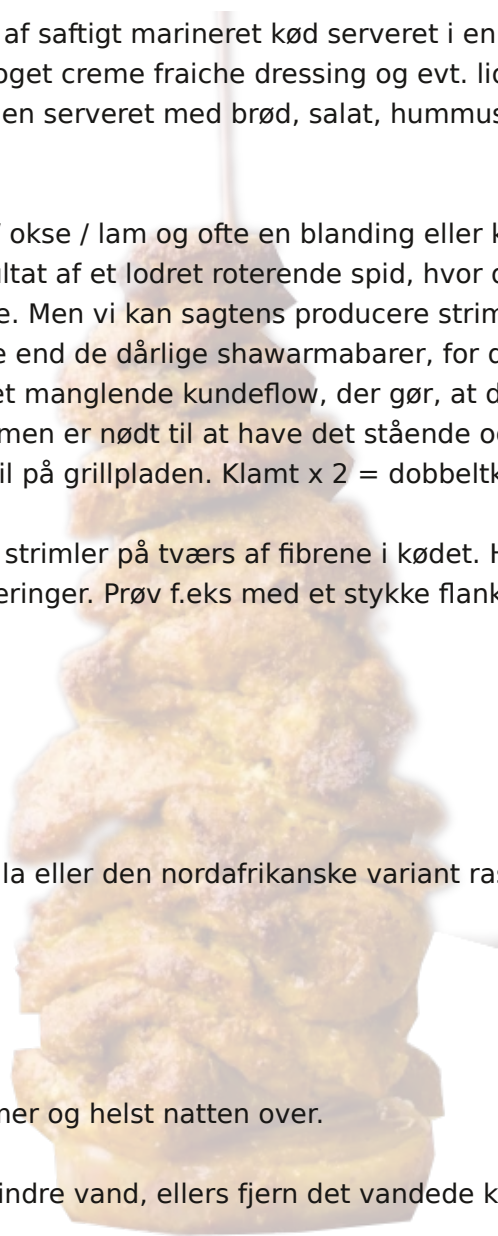 af saftigt marineret kød serveret i en
oget creme fraiche dressing og evt. lid
en serveret med brød, salat, hummus
okse / lam og ofte en blanding eller k
ltat af et lodret roterende spid, hvor d
e. Men vi kan sagtens producere strim
e end de dårlige shawarmabarer, for d
et manglende kundeflow, der gør, at d
men er nødt til at have det stående o
il på grillpladen. Klamt x 2 = dobbeltk
strimler på tværs af fibrene i kødet. H
eringer. Prøv f.eks med et stykke flank
la eller den nordafrikanske variant ras
mer og helst natten over.
indre vand, ellers fjern det vandede k